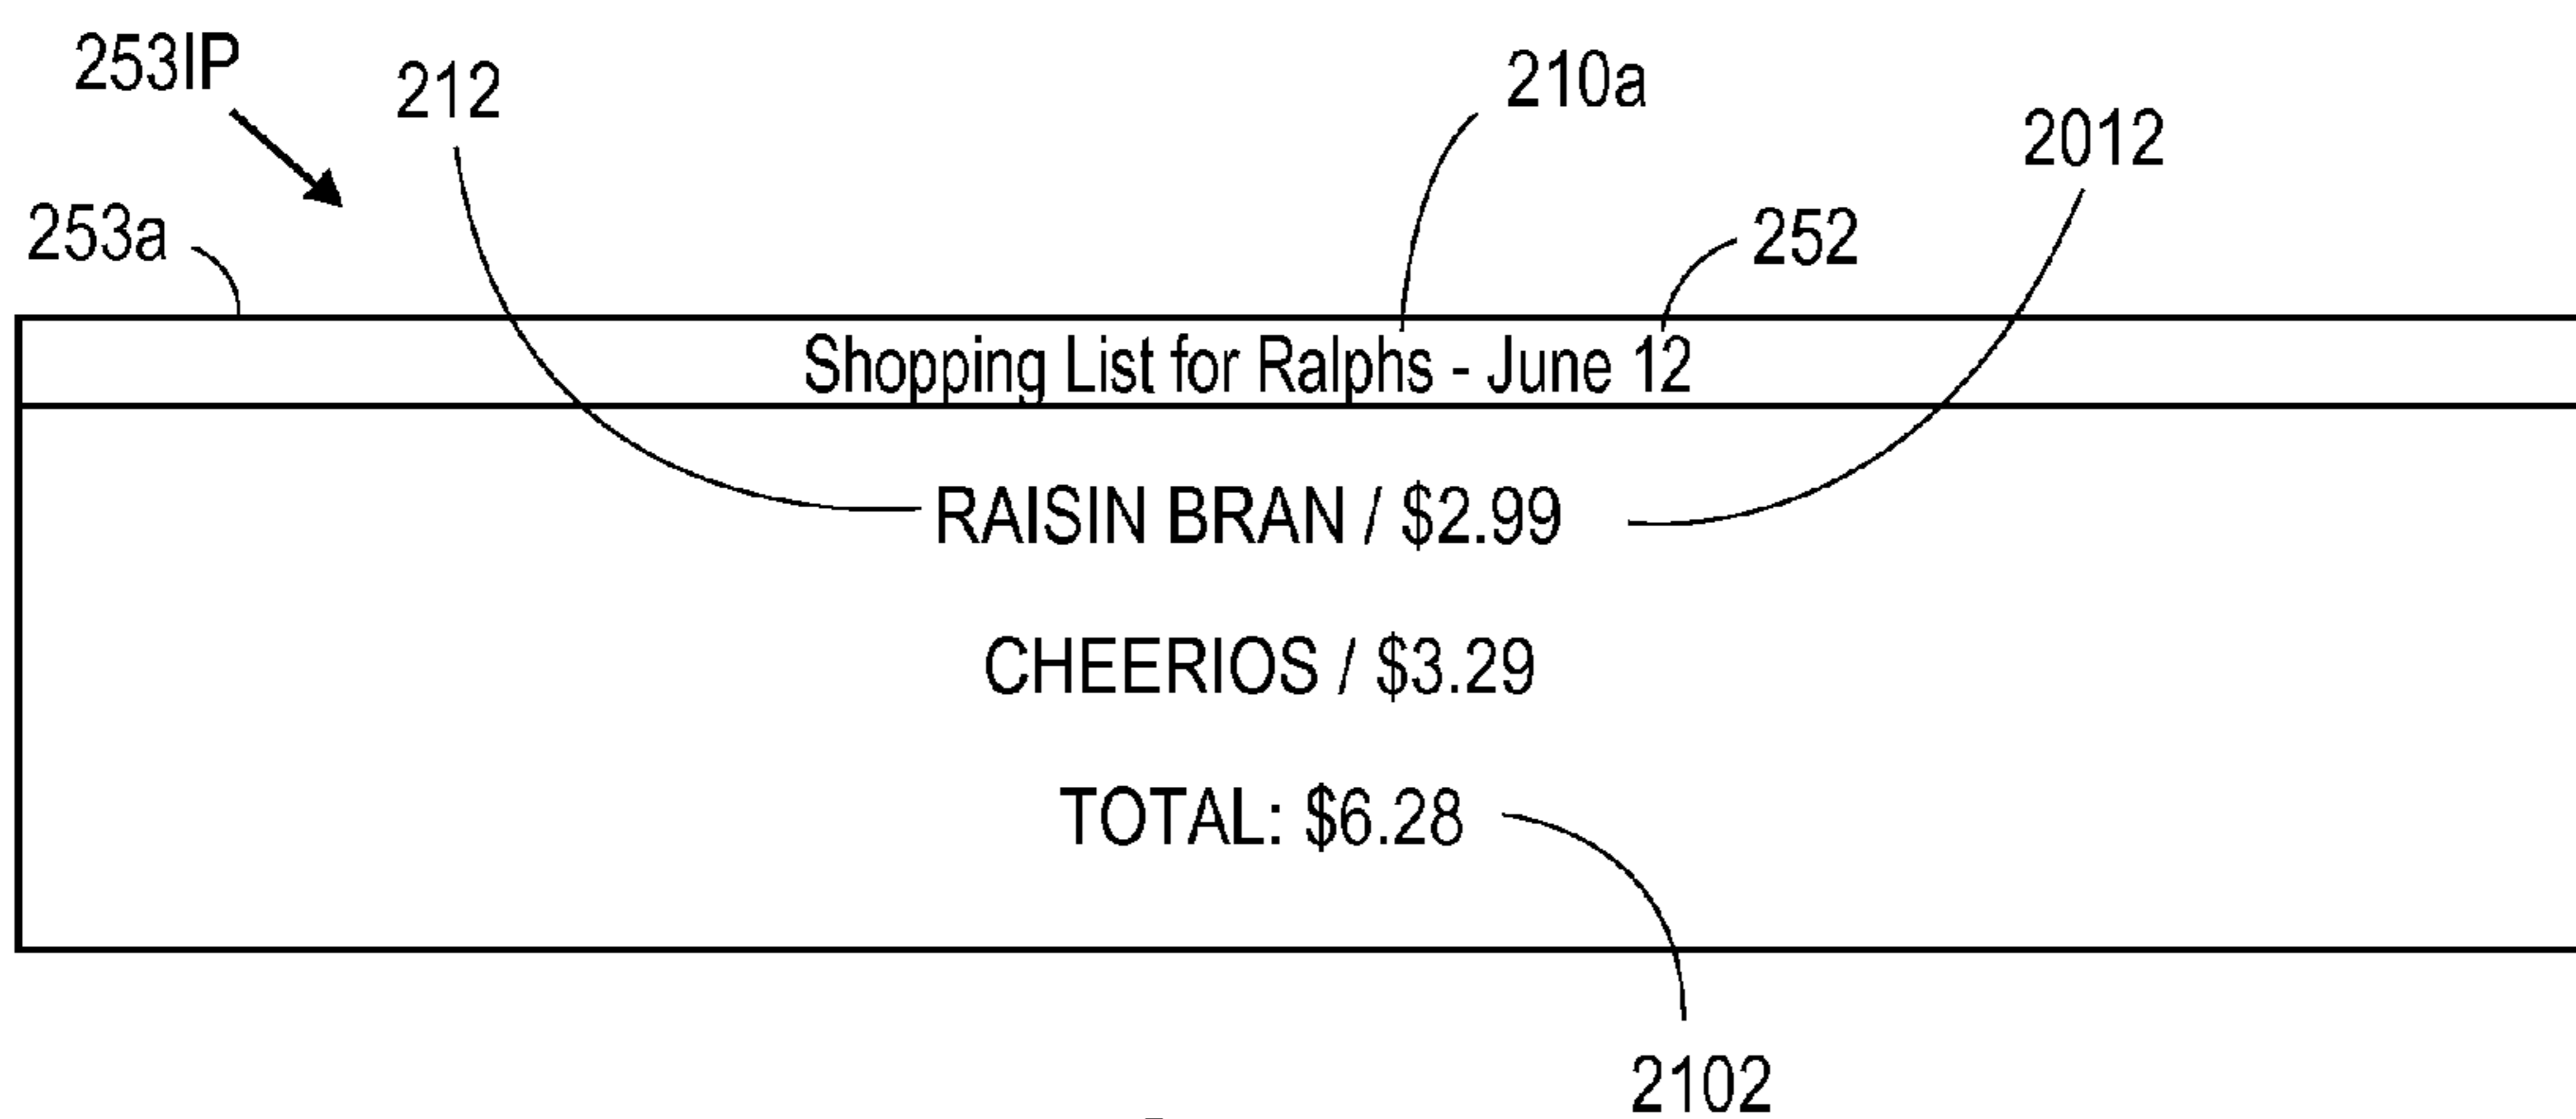 253IP
212
210a
2012
253a
252
Shopping List for Ralphs - June 12
RAISIN BRAN / $2.99
CHEERIOS / $3.29
TOTAL: $6.28
2102